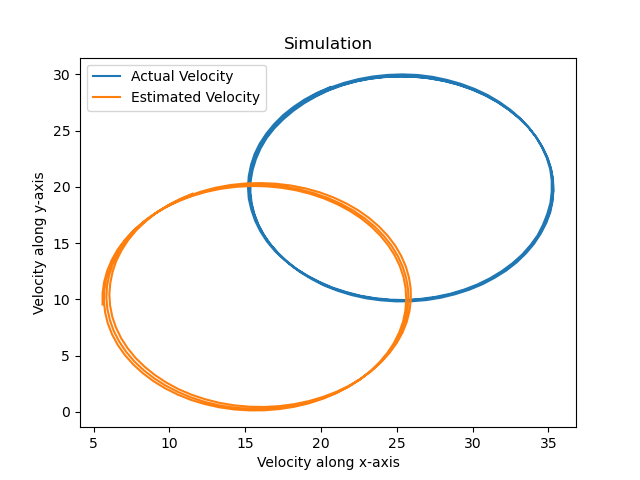 Simulation
Actual Velocity
Estimated Velocity
30
25
20
15
10
5
0
Velocity along y-axis
5
10
15
20
25
30
35
Velocity along x-axis